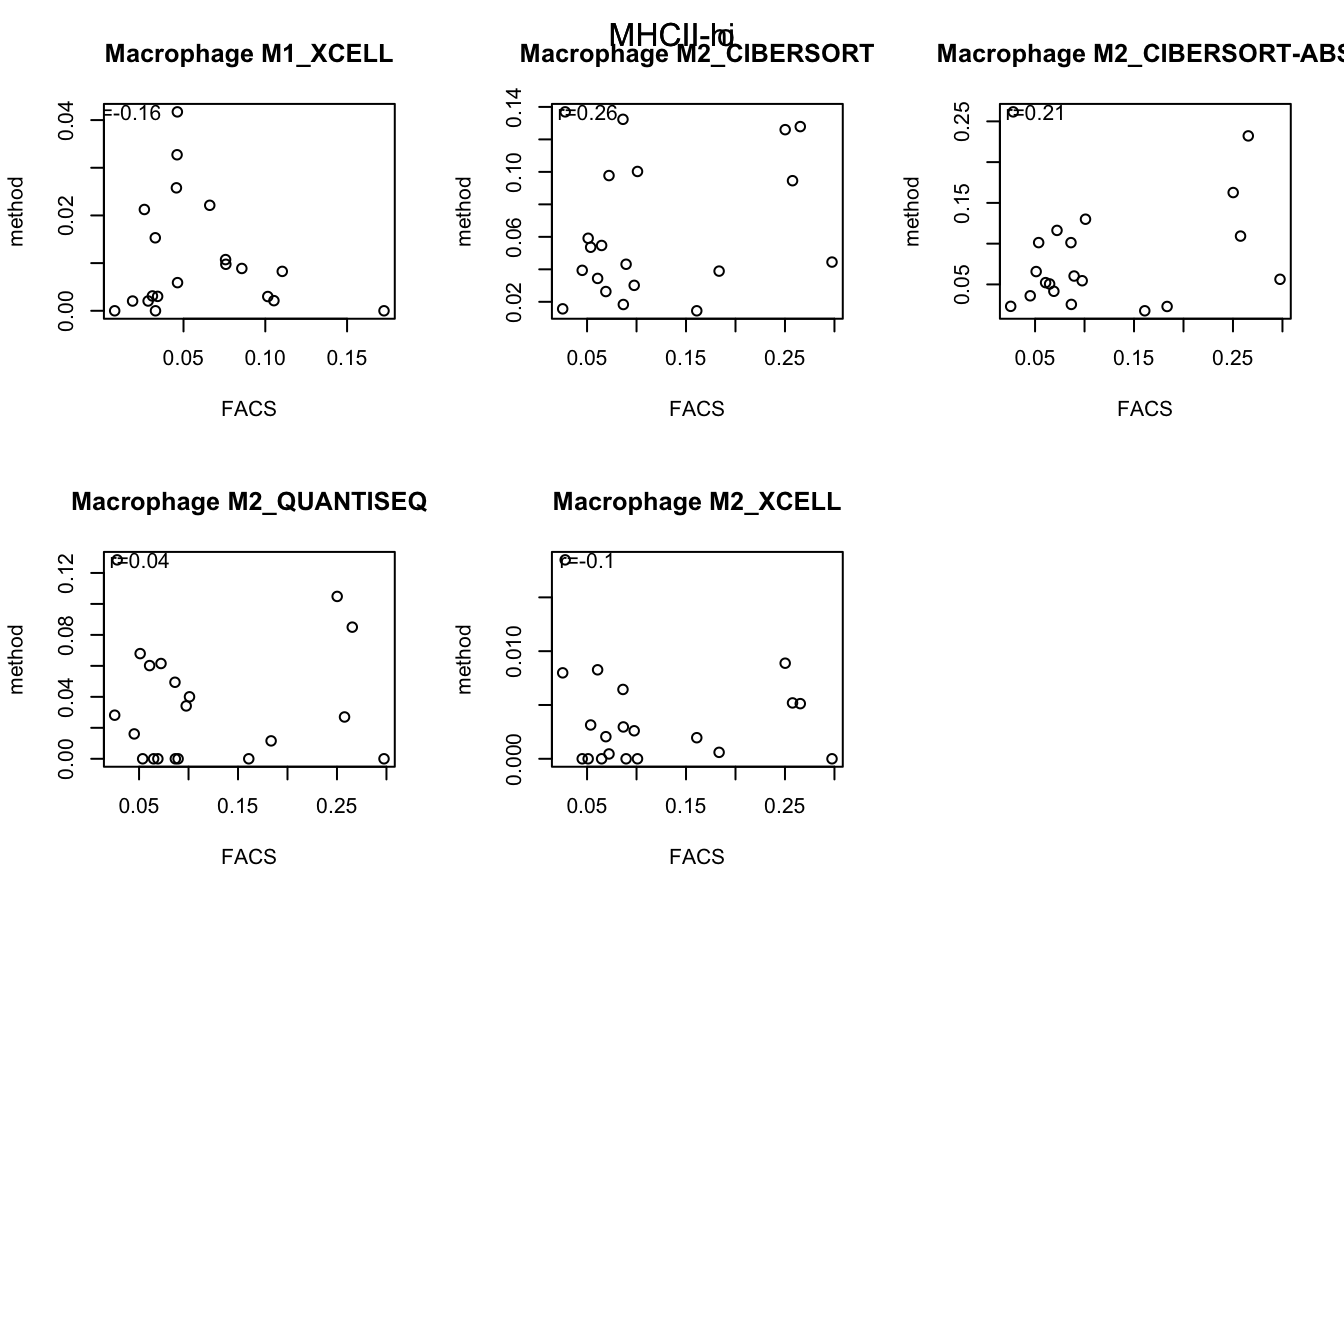 MHCII-hi
Macrophage M1_XCELL
Macrophage M2_CIBERSORT
Macrophage M2_CIBERSORT-ABS
=-0.16
r=0.26
r=0.21
method
0.00
0.02
0.04
0.05
0.10
0.15
FACS
method
0.02
0.06
0.10
0.14
0.05
0.15
0.25
FACS
method
0.05
0.15
0.25
0.05
0.15
0.25
FACS
Macrophage M2_QUANTISEQ
Macrophage M2_XCELL
r=0.04
r=-0.1
method
0.00
0.04
0.08
0.12
0.05
0.15
0.25
FACS
method
0.000
0.010
0.05
0.15
0.25
FACS